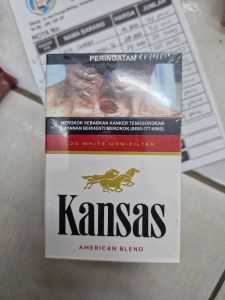 NAMA BARANG HARGA JUMLAH
NOTA No.
PERINGATAN
MEROKOK SEBABKAN KANKER TENGGOROKAN
LAYANAN BERHENTI MEROKOK (0800-177-6565)
20 WHITE NON-FILTER
Kansas
AMERICAN BLEND